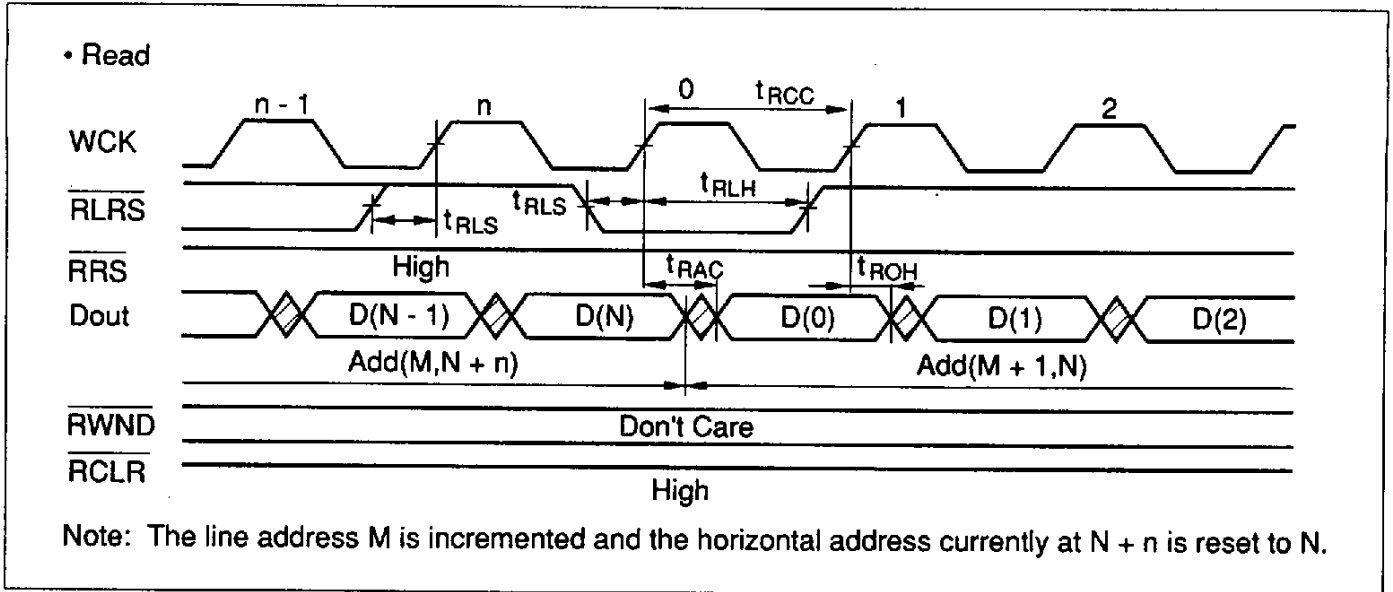 • Read
n - 1 n 0 tRCC 1 2
WCK
RLRS tRLS tRLS tRLH
RRS High tRAC tROH
Dout D(N - 1) D(N) D(0) D(1) D(2)
Add(M,N + n) Add(M + 1,N)
RWND Don't Care
RCLR High
Note: The line address M is incremented and the horizontal address currently at N + n is reset to N.